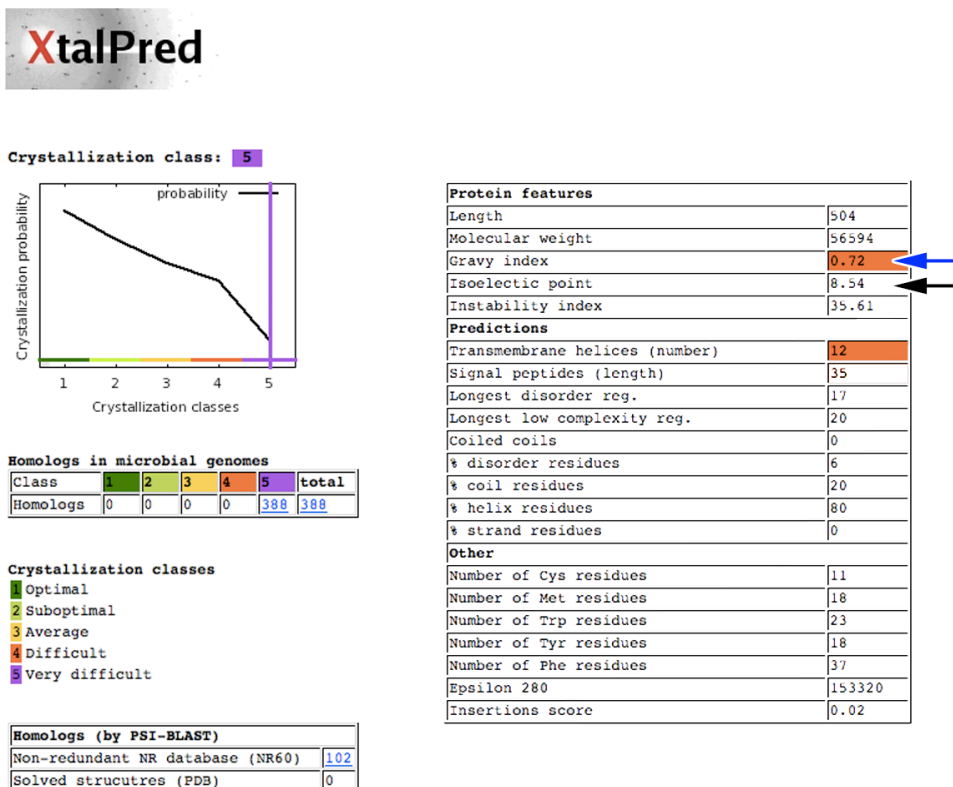 XtalPred
Crystallization class: 5
probability
Crystallization probability
1 2 3 4 5
Crystallization classes
Homologs in microbial genomes
Class 1 2 3 4 5 total
Homologs 0 0 0 0 388 388
Crystallization classes
1 Optimal
2 Suboptimal
3 Average
4 Difficult
5 Very difficult
Homologs (by PSI-BLAST)
Non-redundant NR database (NR60) 102
Solved strucutres (PDB) 0
Protein features
Length 504
Molecular weight 56594
Gravy index 0.72
Isoelectic point 8.54
Instability index 35.61
Predictions
Transmembrane helices (number) 12
Signal peptides (length) 35
Longest disorder reg. 17
Longest low complexity reg. 20
Coiled coils 0
% disorder residues 6
% coil residues 20
% helix residues 80
% strand residues 0
Other
Number of Cys residues 11
Number of Met residues 18
Number of Trp residues 23
Number of Tyr residues 18
Number of Phe residues 37
Epsilon 280 153320
Insertions score 0.02